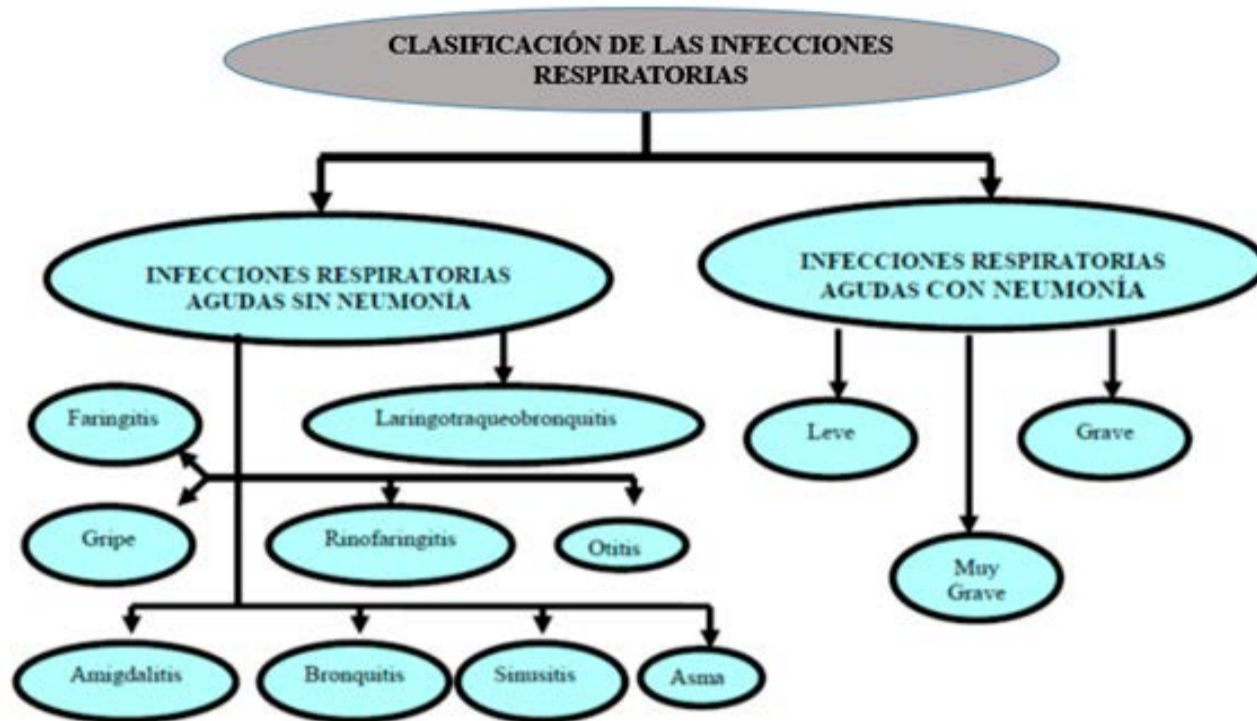 CLASIFICACIÓN DE LAS INFECCIONES
RESPIRATORIAS
INFECCIONES RESPIRATORIAS
AGUDAS SIN NEUMONÍA
INFECCIONES RESPIRATORIAS
AGUDAS CON NEUMONÍA
Faringitis
Laringotraqueobronquitis
Leve
Grave
Gripe
Rinofaringitis
Otitis
Muy
Grave
Amigdalitis
Bronquitis
Sinusitis
Asma